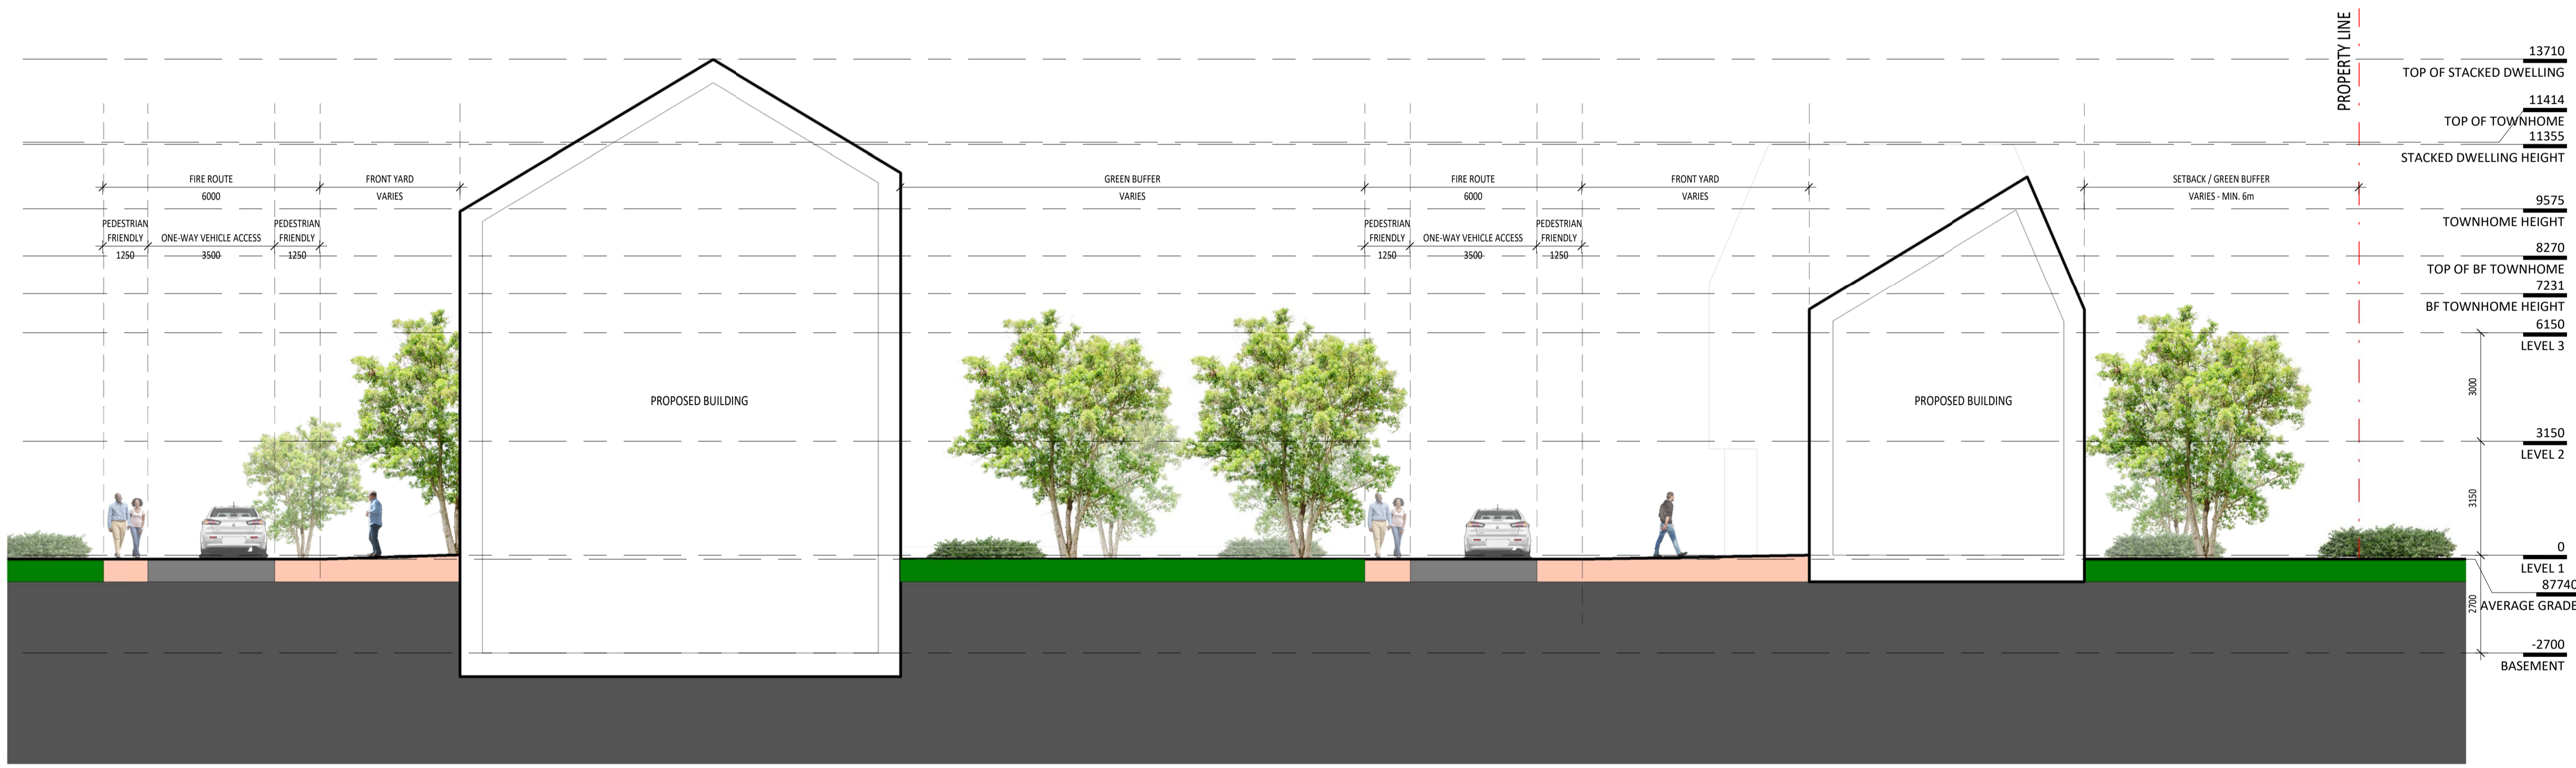 PROPERTY LINE
13710
TOP OF STACKED DWELLING
11414
TOP OF TOWNHOME
11355
STACKED DWELLING HEIGHT
FIRE ROUTE
6000
FRONT YARD
VARIES
GREEN BUFFER
VARIES
FIRE ROUTE
6000
FRONT YARD
VARIES
SETBACK / GREEN BUFFER
VARIES - MIN. 6m
9575
TOWNHOME HEIGHT
PEDESTRIAN
FRIENDLY
1250
ONE-WAY VEHICLE ACCESS
3500
PEDESTRIAN
FRIENDLY
1250
PEDESTRIAN
FRIENDLY
1250
ONE-WAY VEHICLE ACCESS
3500
PEDESTRIAN
FRIENDLY
1250
8270
TOP OF BF TOWNHOME
7231
BF TOWNHOME HEIGHT
6150
LEVEL 3
3000
PROPOSED BUILDING
PROPOSED BUILDING
3150
LEVEL 2
3150
0
LEVEL 1
87740
AVERAGE GRADE
2700
-2700
BASEMENT